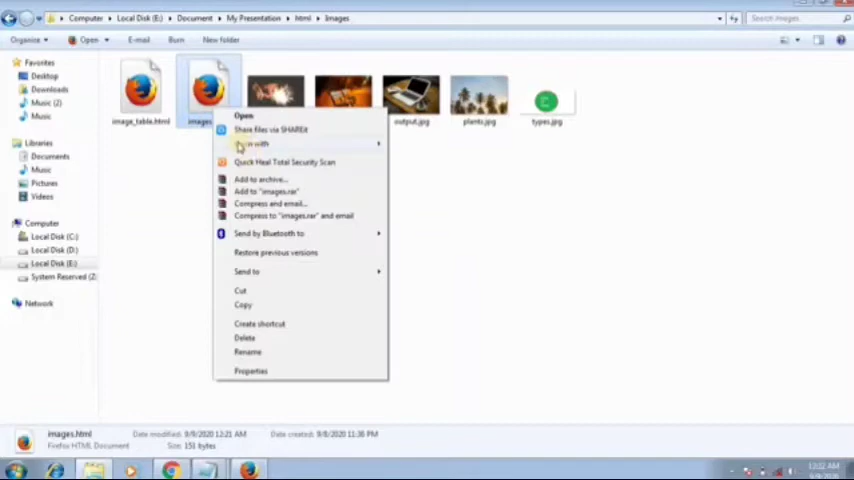 Computer ▸ Local Disk (E:) ▸ Document ▸ My Presentation ▸ html ▸ Images
Search Images
Organize Open E-mail Burn New folder
Favorites
Desktop
Downloads
Music (2)
Music
Libraries
Documents
Music
Pictures
Videos
Computer
Local Disk (C:)
Local Disk (D:)
Local Disk (E:)
System Reserved (Z:
Network
image_table.html
images
output.jpg
plants.jpg
types.jpg
Open
Share files via SHAREit
with
Quick Heal Total Security Scan
Add to archive...
Add to "images.rar"
Compress and email...
Compress to "images.rar" and email
Send by Bluetooth to
Restore previous versions
Send to
Cut
Copy
Create shortcut
Delete
Rename
Properties
images.html Date modified: 9/9/2020 12:21 AM Date created: 9/8/2020 11:36 PM
Firefox HTML Document Size: 151 bytes
AM